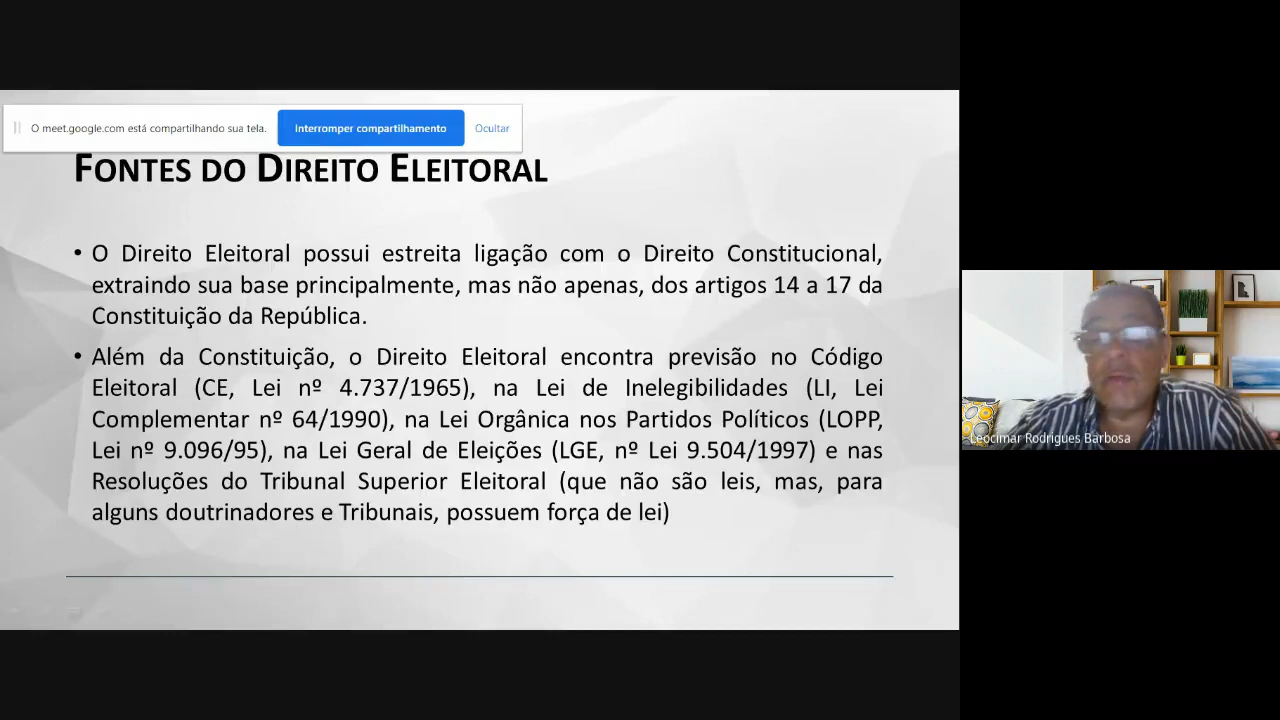 O meet.google.com está compartilhando sua tela.
Interromper compartilhamento
Ocultar
FONTES DO DIREITO ELEITORAL
• O Direito Eleitoral possui estreita ligação com o Direito Constitucional,
extraindo sua base principalmente, mas não apenas, dos artigos 14 a 17 da
Constituição da República.
• Além da Constituição, o Direito Eleitoral encontra previsão no Código
Eleitoral (CE, Lei nº 4.737/1965), na Lei de Inelegibilidades (LI, Lei
Complementar nº 64/1990), na Lei Orgânica nos Partidos Políticos (LOPP,
Lei nº 9.096/95), na Lei Geral de Eleições (LGE, nº Lei 9.504/1997) e nas
Resoluções do Tribunal Superior Eleitoral (que não são leis, mas, para
alguns doutrinadores e Tribunais, possuem força de lei)
Leocimar Rodrigues Barbosa